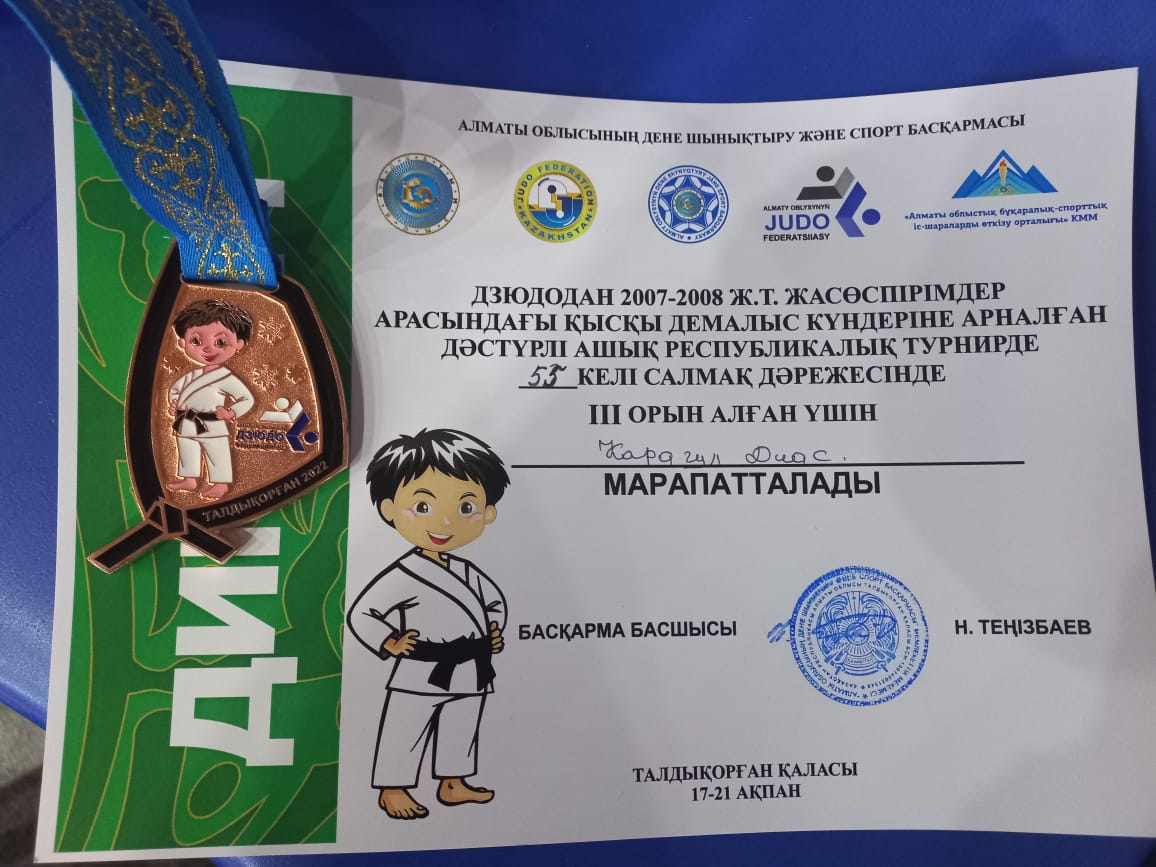 АЛМАТЫ ОБЛЫСЫНЫҢ ДЕНЕ ШЫНЫҚТЫРУ ЖӘНЕ СПОРТ БАСҚАРМАСЫ
JUDO FEDERATION
KAZAKHSTAN
ALMATY OBLYSYNYŃ
JUDO
FEDERATSIIASY
«Алматы облыстық бұқаралық-спорттық
іс-шараларды өткізу орталығы» КММ
ДЗЮДОДАН 2007-2008 Ж.Т. ЖАСӨСПІРІМДЕР
АРАСЫНДАҒЫ ҚЫСҚЫ ДЕМАЛЫС КҮНДЕРІНЕ АРНАЛҒАН
ДӘСТҮРЛІ АШЫҚ РЕСПУБЛИКАЛЫҚ ТУРНИРДЕ
55 КЕЛІ САЛМАҚ ДӘРЕЖЕСІНДЕ
III ОРЫН АЛҒАН ҮШІН
Карагул Диас.
МАРАПАТТАЛАДЫ
БАСҚАРМА БАСШЫСЫ
Н. ТЕҢІЗБАЕВ
ТАЛДЫҚОРҒАН ҚАЛАСЫ
17-21 АҚПАН
ДИ
ДЗЮДО
ТАЛДЫҚОРҒАН 2022